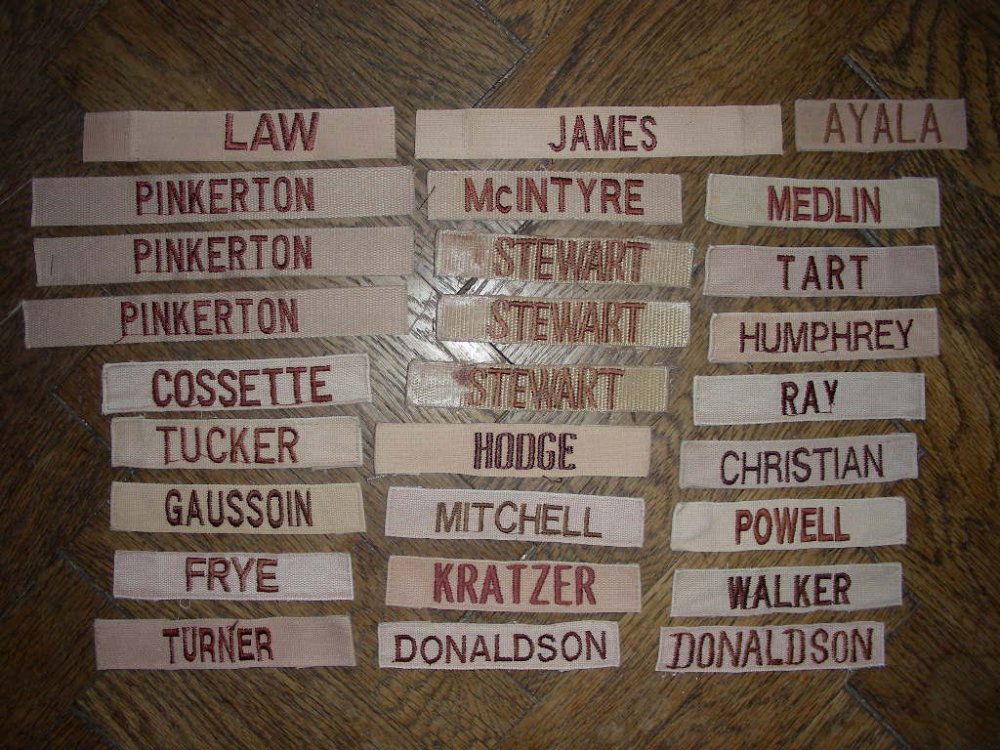 LAW
JAMES
AYALA
PINKERTON
McINTYRE
MEDLIN
PINKERTON
STEWART
TART
PINKERTON
STEWART
HUMPHREY
COSSETTE
STEWART
RAY
TUCKER
HODGE
CHRISTIAN
GAUSSOIN
MITCHELL
POWELL
FRYE
KRATZER
WALKER
TURNER
DONALDSON
DONALDSON